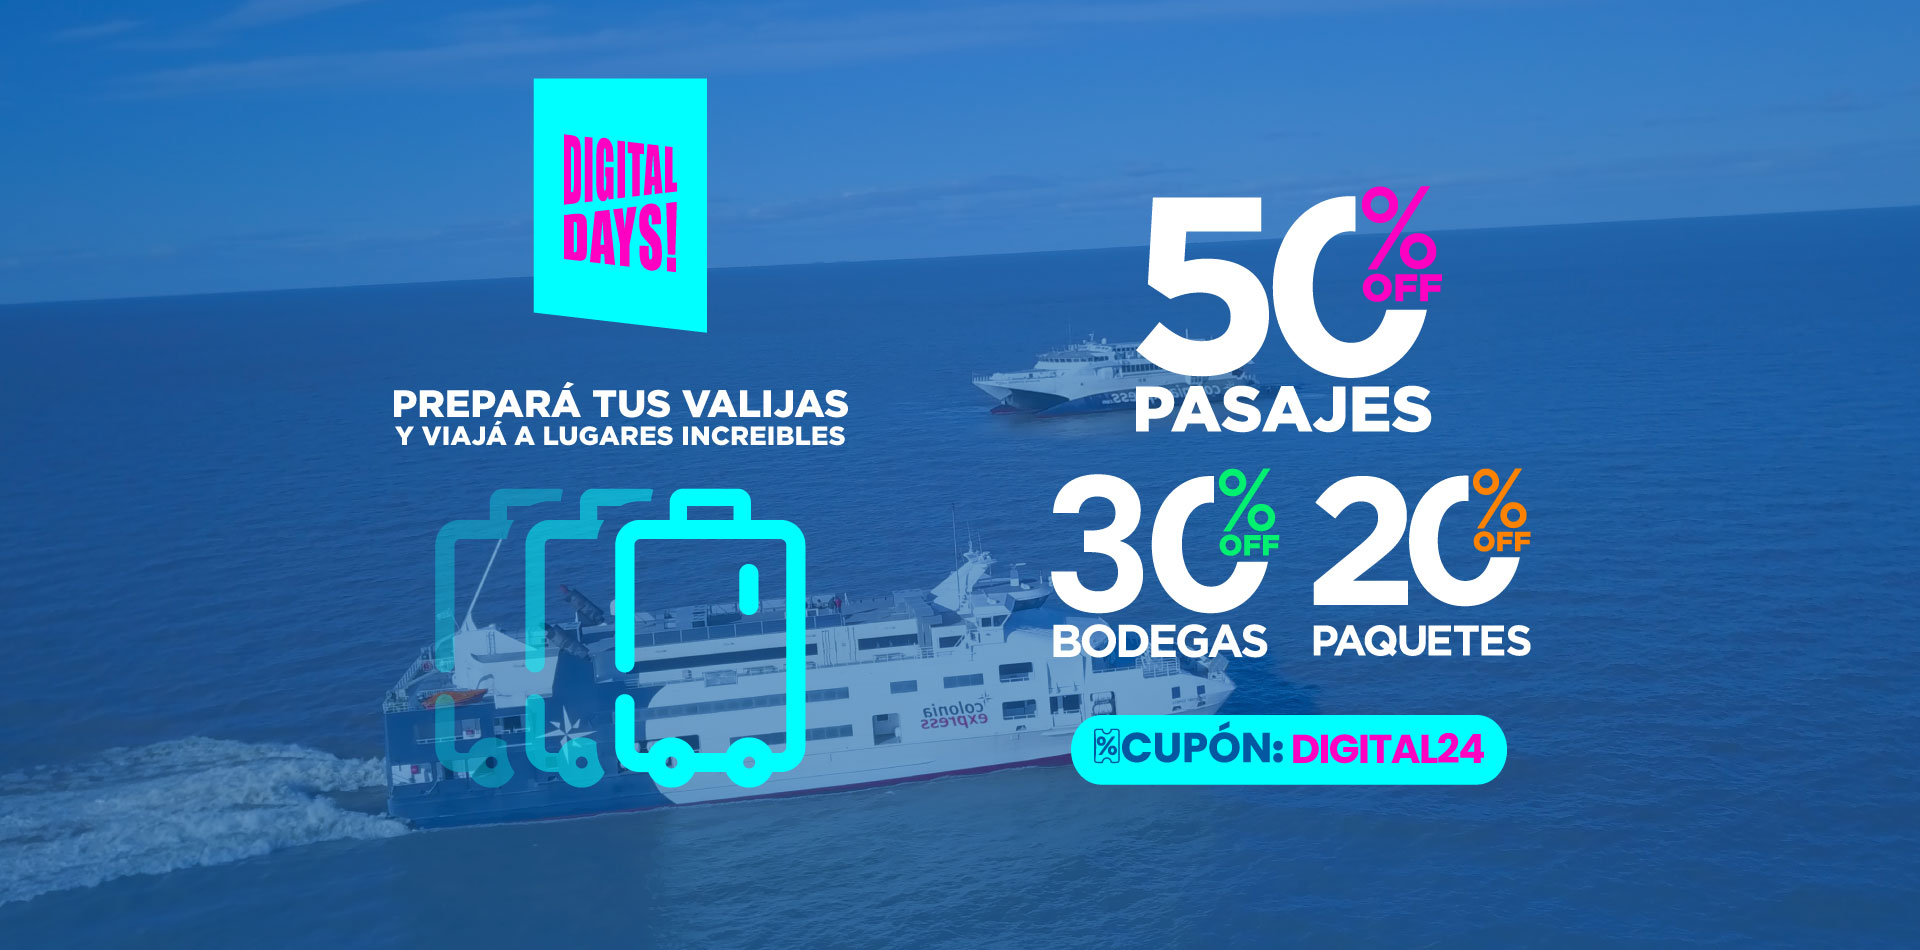 DIGITAL
DAYS!
PREPARÁ TUS VALIJAS
Y VIAJÁ A LUGARES INCREIBLES
50% OFF
PASAJES
30% OFF
BODEGAS
20% OFF
PAQUETES
%CUPÓN: DIGITAL24
colonia
express